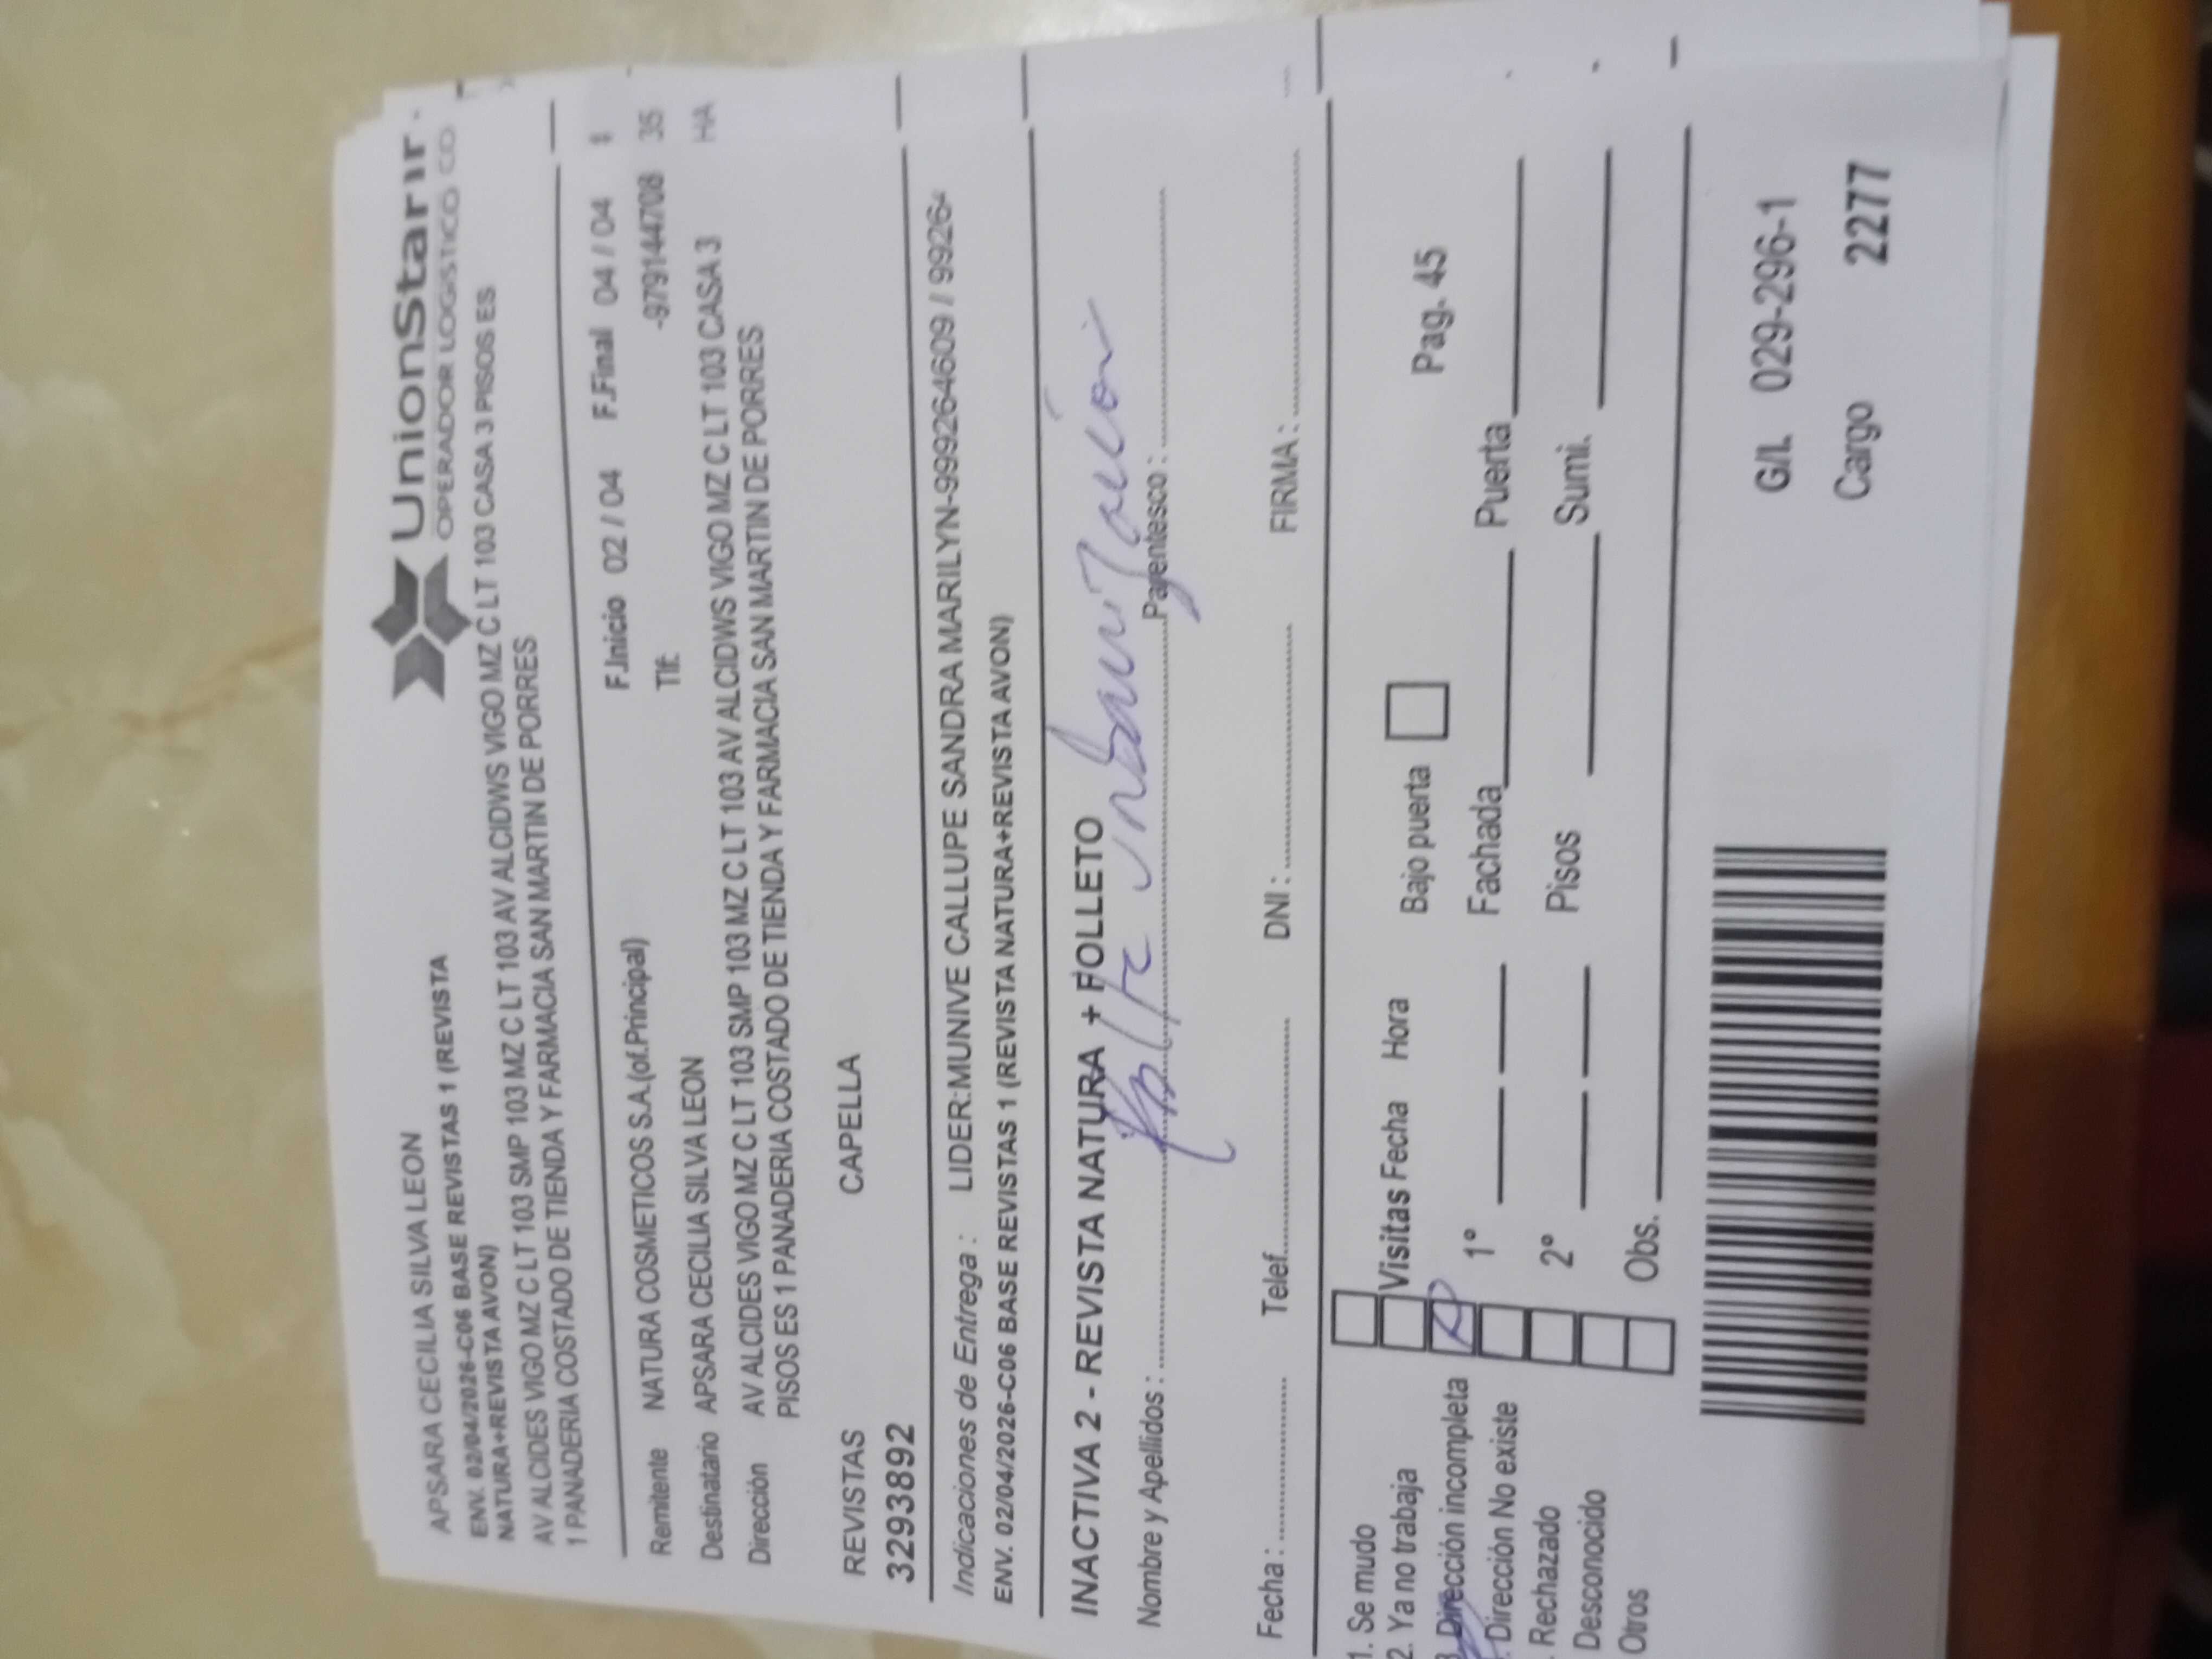 APSARA CECILIA SILVA LEON
UnionStar
OPERADOR LOGISTICO
ENV. 02/04/2026-C06 BASE REVISTAS 1 (REVISTA
NATURA+REVISTA AVON)
AV ALCIDES VIGO MZ C LT 103 SMP 103 MZ C LT 103 AV ALCIDWS VIGO MZ C LT 103 CASA 3 PISOS ES
1 PANADERIA COSTADO DE TIENDA Y FARMACIA SAN MARTIN DE PORRES
F.Inicio 02 / 04 F.Final 04 / 04
Remitente NATURA COSMETICOS S.A.(of.Principal) Tlf. -979144708
Destinatario APSARA CECILIA SILVA LEON
Dirección AV ALCIDES VIGO MZ C LT 103 SMP 103 MZ C LT 103 AV ALCIDWS VIGO MZ C LT 103 CASA 3
PISOS ES 1 PANADERIA COSTADO DE TIENDA Y FARMACIA SAN MARTIN DE PORRES
REVISTAS CAPELLA
3293892
Indicaciones de Entrega : LIDER:MUNIVE CALLUPE SANDRA MARILYN-999264609 / 99264
ENV. 02/04/2026-C06 BASE REVISTAS 1 (REVISTA NATURA+REVISTA AVON)
INACTIVA 2 - REVISTA NATURA + FOLLETO
Nombre y Apellidos : Parentesco :
Fecha : Telef. DNI : FIRMA :
1. Se mudo
2. Ya no trabaja Visitas Fecha Hora Bajo puerta Pag. 45
Dirección incompleta 1° Fachada Puerta
Dirección No existe
Rechazado 2° Pisos Sumi.
Desconocido
Otros Obs.
G/L 029-296-1
Cargo 2277